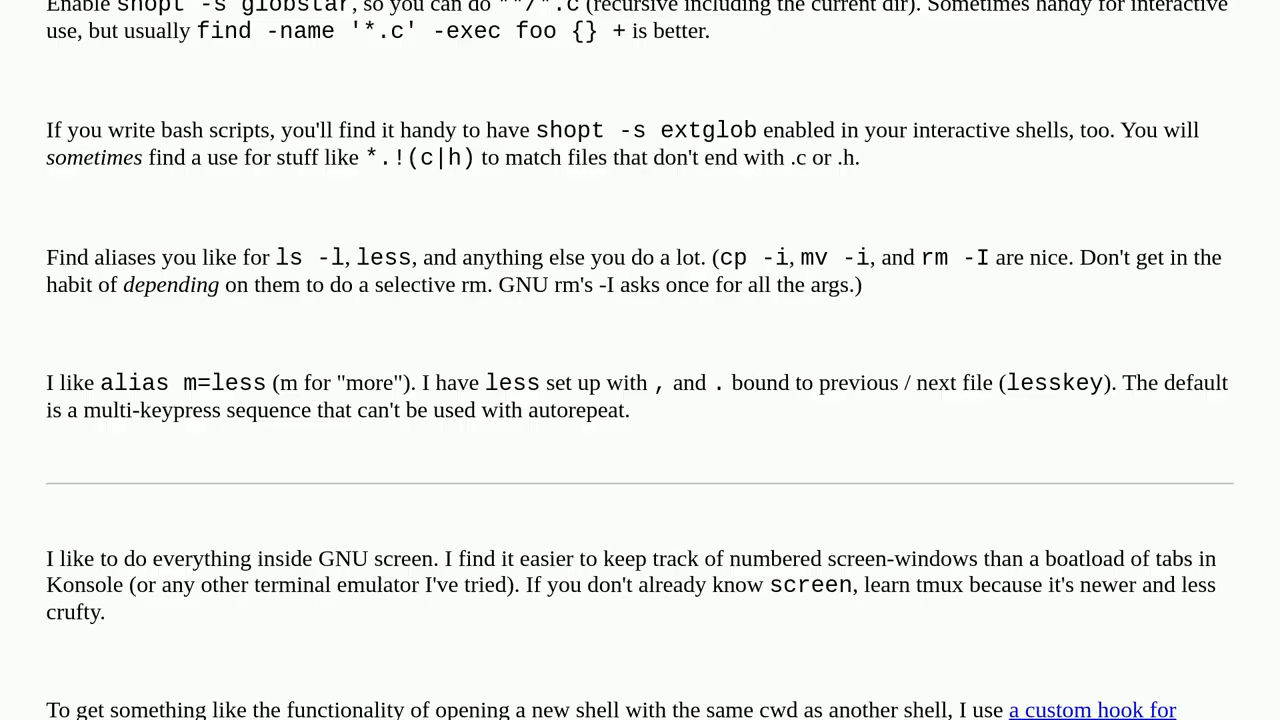 Enable shopt -s globstar, so you can do **/*.c (recursive including the current dir). Sometimes handy for interactive
use, but usually find -name '*.c' -exec foo {} + is better.
If you write bash scripts, you'll find it handy to have shopt -s extglob enabled in your interactive shells, too. You will
sometimes find a use for stuff like *.!(c|h) to match files that don't end with .c or .h.
Find aliases you like for ls -l, less, and anything else you do a lot. (cp -i, mv -i, and rm -I are nice. Don't get in the
habit of depending on them to do a selective rm. GNU rm's -I asks once for all the args.)
I like alias m=less (m for "more"). I have less set up with , and . bound to previous / next file (lesskey). The default
is a multi-keypress sequence that can't be used with autorepeat.
I like to do everything inside GNU screen. I find it easier to keep track of numbered screen-windows than a boatload of tabs in
Konsole (or any other terminal emulator I've tried). If you don't already know screen, learn tmux because it's newer and less
crufty.
To get something like the functionality of opening a new shell with the same cwd as another shell, I use a custom hook for